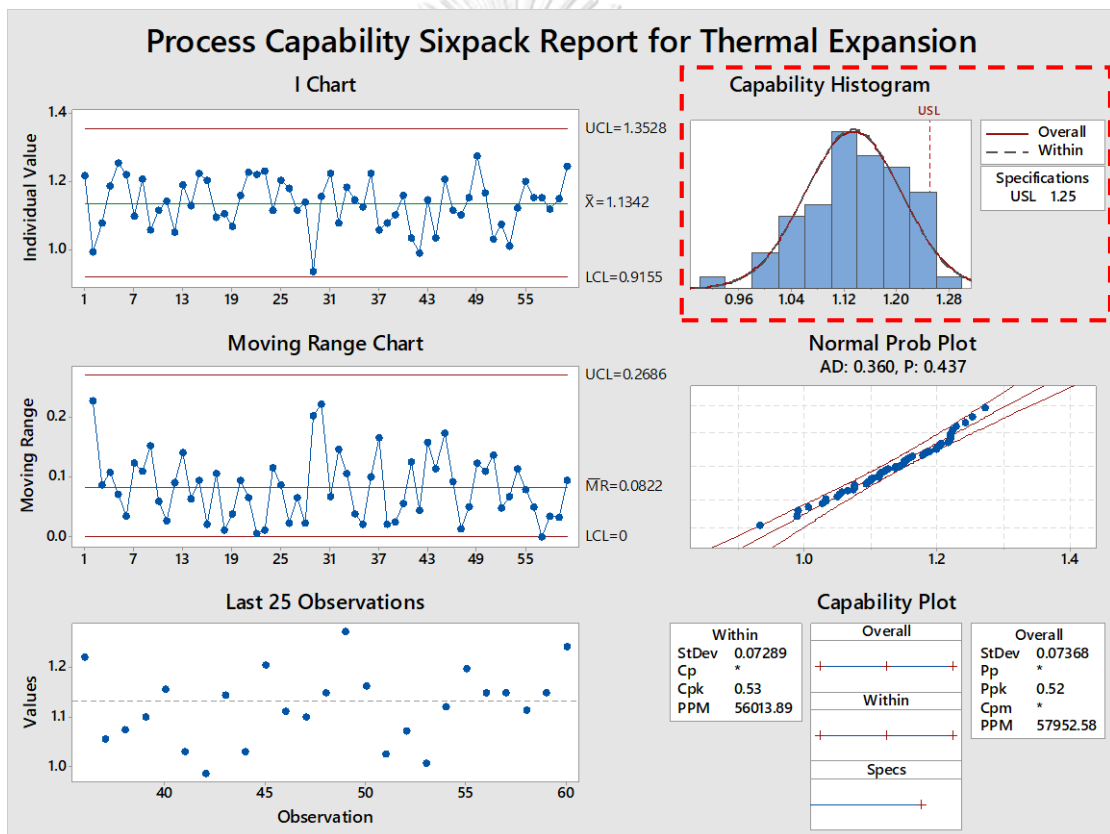 Process Capability Sixpack Report for Thermal Expansion
I Chart
Individual Value
1.4
1.2
1.0
1 7 13 19 25 31 37 43 49 55
UCL=1.3528
X̄=1.1342
LCL=0.9155
Capability Histogram
USL
Overall
Within
Specifications
USL 1.25
0.96 1.04 1.12 1.20 1.28
Moving Range Chart
Moving Range
0.2
0.1
0.0
1 7 13 19 25 31 37 43 49 55
UCL=0.2686
M̅R̅=0.0822
LCL=0
Normal Prob Plot
AD: 0.360, P: 0.437
1.0 1.2 1.4
Last 25 Observations
Values
1.2
1.1
1.0
40 45 50 55 60
Observation
Capability Plot
Within
StDev 0.07289
Cp *
Cpk 0.53
PPM 56013.89
Overall
Within
Specs
Overall
StDev 0.07368
Pp *
Ppk 0.52
Cpm *
PPM 57952.58